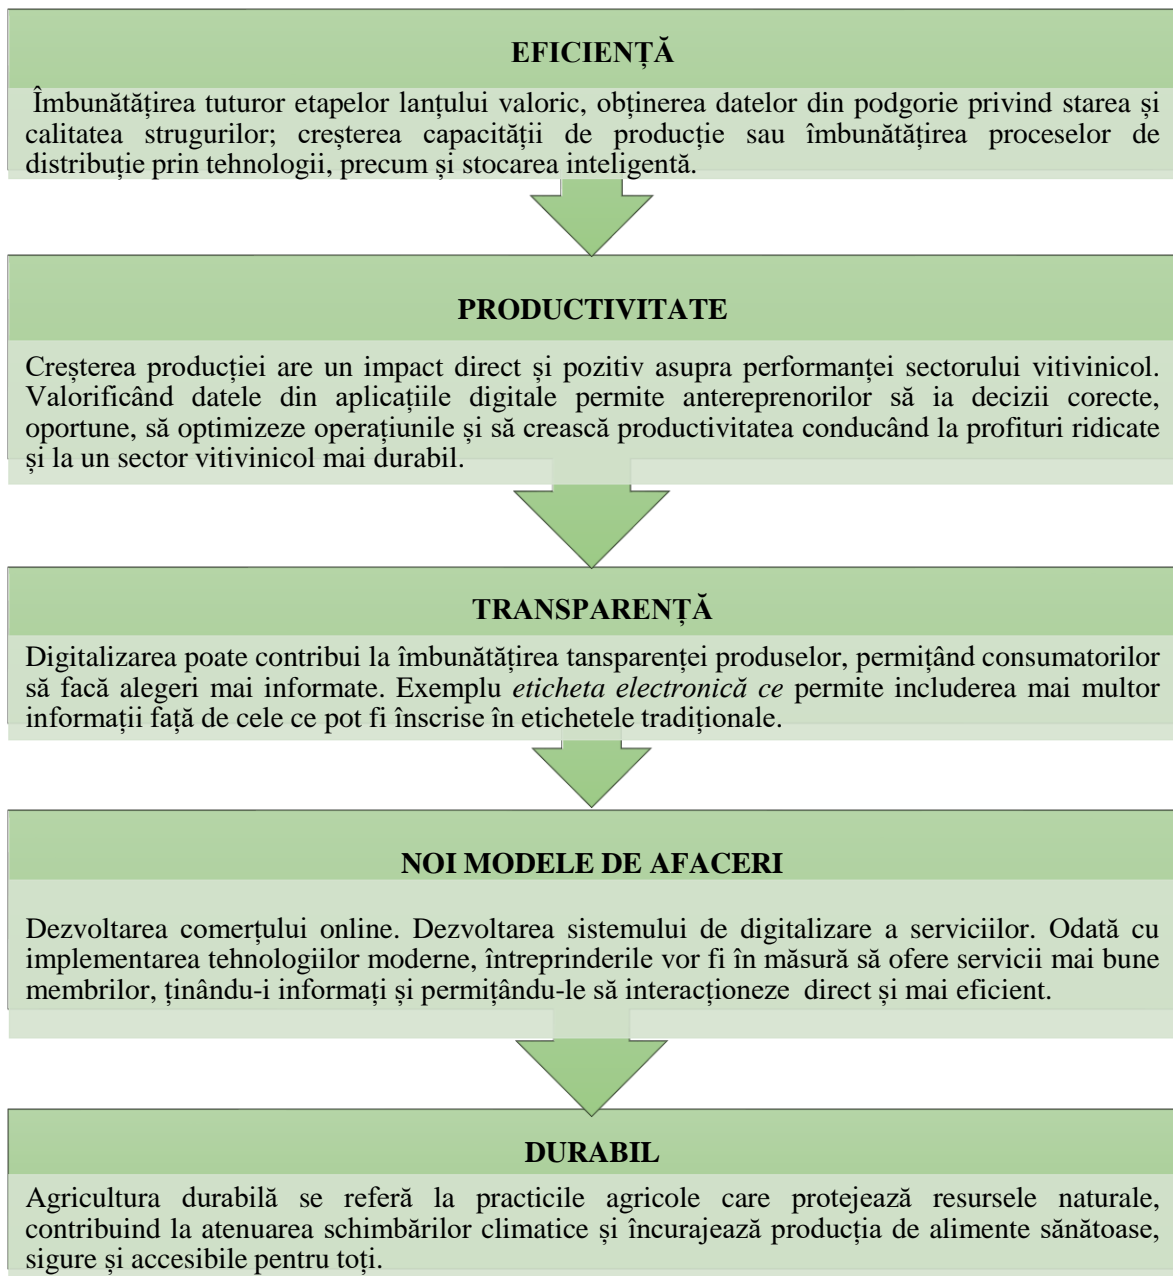 EFICIENȚĂ
Îmbunătățirea tuturor etapelor lanțului valoric, obținerea datelor din podgorie privind starea și
calitatea strugurilor; creșterea capacității de producție sau îmbunătățirea proceselor de
distribuție prin tehnologii, precum și stocarea inteligentă.
PRODUCTIVITATE
Creșterea producției are un impact direct și pozitiv asupra performanței sectorului vitivinicol.
Valorificând datele din aplicațiile digitale permite antereprenorilor să ia decizii corecte,
oportune, să optimizeze operațiunile și să crească productivitatea conducând la profituri ridicate
și la un sector vitivinicol mai durabil.
TRANSPARENȚĂ
Digitalizarea poate contribui la îmbunătățirea tansparenței produselor, permițând consumatorilor
să facă alegeri mai informate. Exemplu eticheta electronică ce permite includerea mai multor
informații față de cele ce pot fi înscrise în etichetele tradiționale.
NOI MODELE DE AFACERI
Dezvoltarea comerțului online. Dezvoltarea sistemului de digitalizare a serviciilor. Odată cu
implementarea tehnologiilor moderne, întreprinderile vor fi în măsură să ofere servicii mai bune
membrilor, ținându-i informați și permițându-le să interacționeze direct și mai eficient.
DURABIL
Agricultura durabilă se referă la practicile agricole care protejează resursele naturale,
contribuind la atenuarea schimbărilor climatice și încurajează producția de alimente sănătoase,
sigure și accesibile pentru toți.